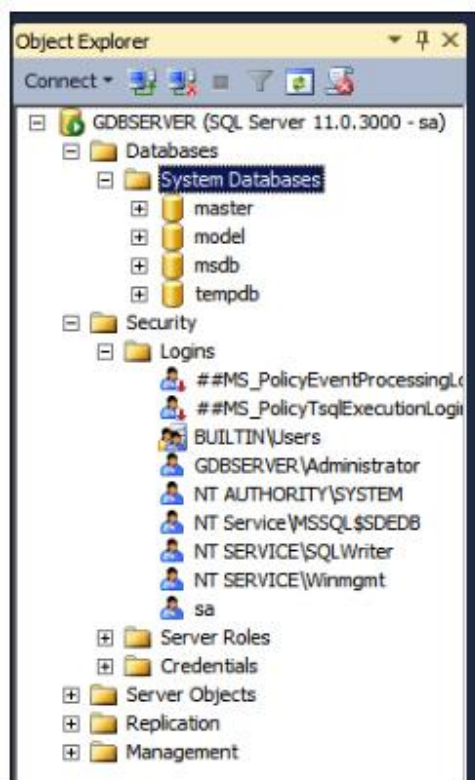 Object Explorer
Connect
GDBSERVER (SQL Server 11.0.3000 - sa)
Databases
System Databases
master
model
msdb
tempdb
Security
Logins
##MS_PolicyEventProcessingLo
##MS_PolicyTsqlExecutionLogin
BUILTIN\Users
GDBSERVER\Administrator
NT AUTHORITY\SYSTEM
NT Service\MSSQL$SDEDB
NT SERVICE\SQLWriter
NT SERVICE\Winmgmt
sa
Server Roles
Credentials
Server Objects
Replication
Management